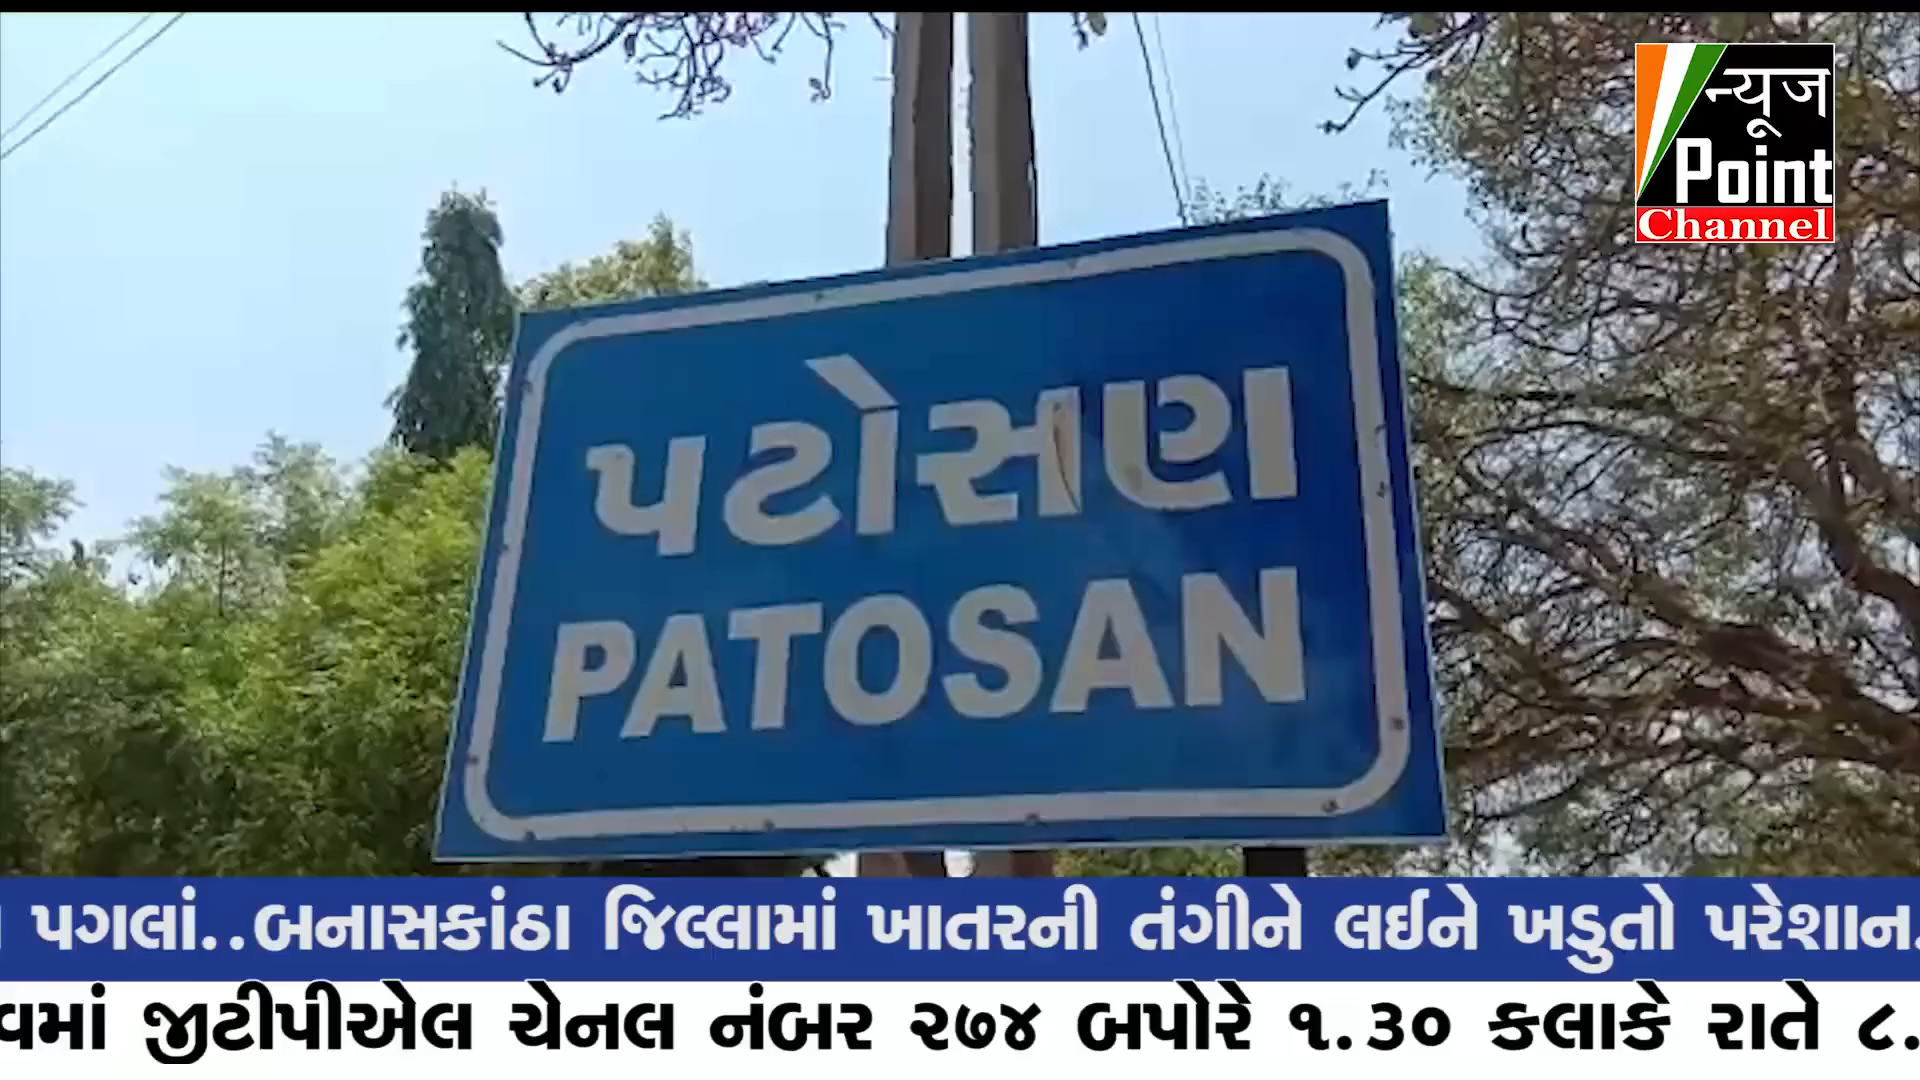 न्यूज
Point
Channel
પટોસણ
PATOSAN
પગલાં..બનાસકાંઠા જિલ્લામાં ખાતરની તંગીને લઈને ખડુતો પરેશાન.
વમાં જીટીપીએલ ચેનલ નંબર ૨૭૪ બપોરે ૧.૩૦ કલાકે રાતે ૮.